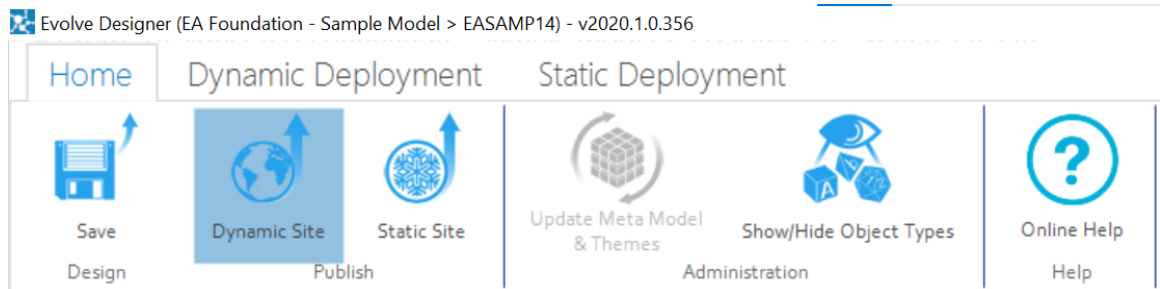 Evolve Designer (EA Foundation - Sample Model > EASAMP14) - v2020.1.0.356
Home Dynamic Deployment Static Deployment
Save
Dynamic Site
Static Site
Design
Publish
Update Meta Model
& Themes
Show/Hide Object Types
Administration
Online Help
Help